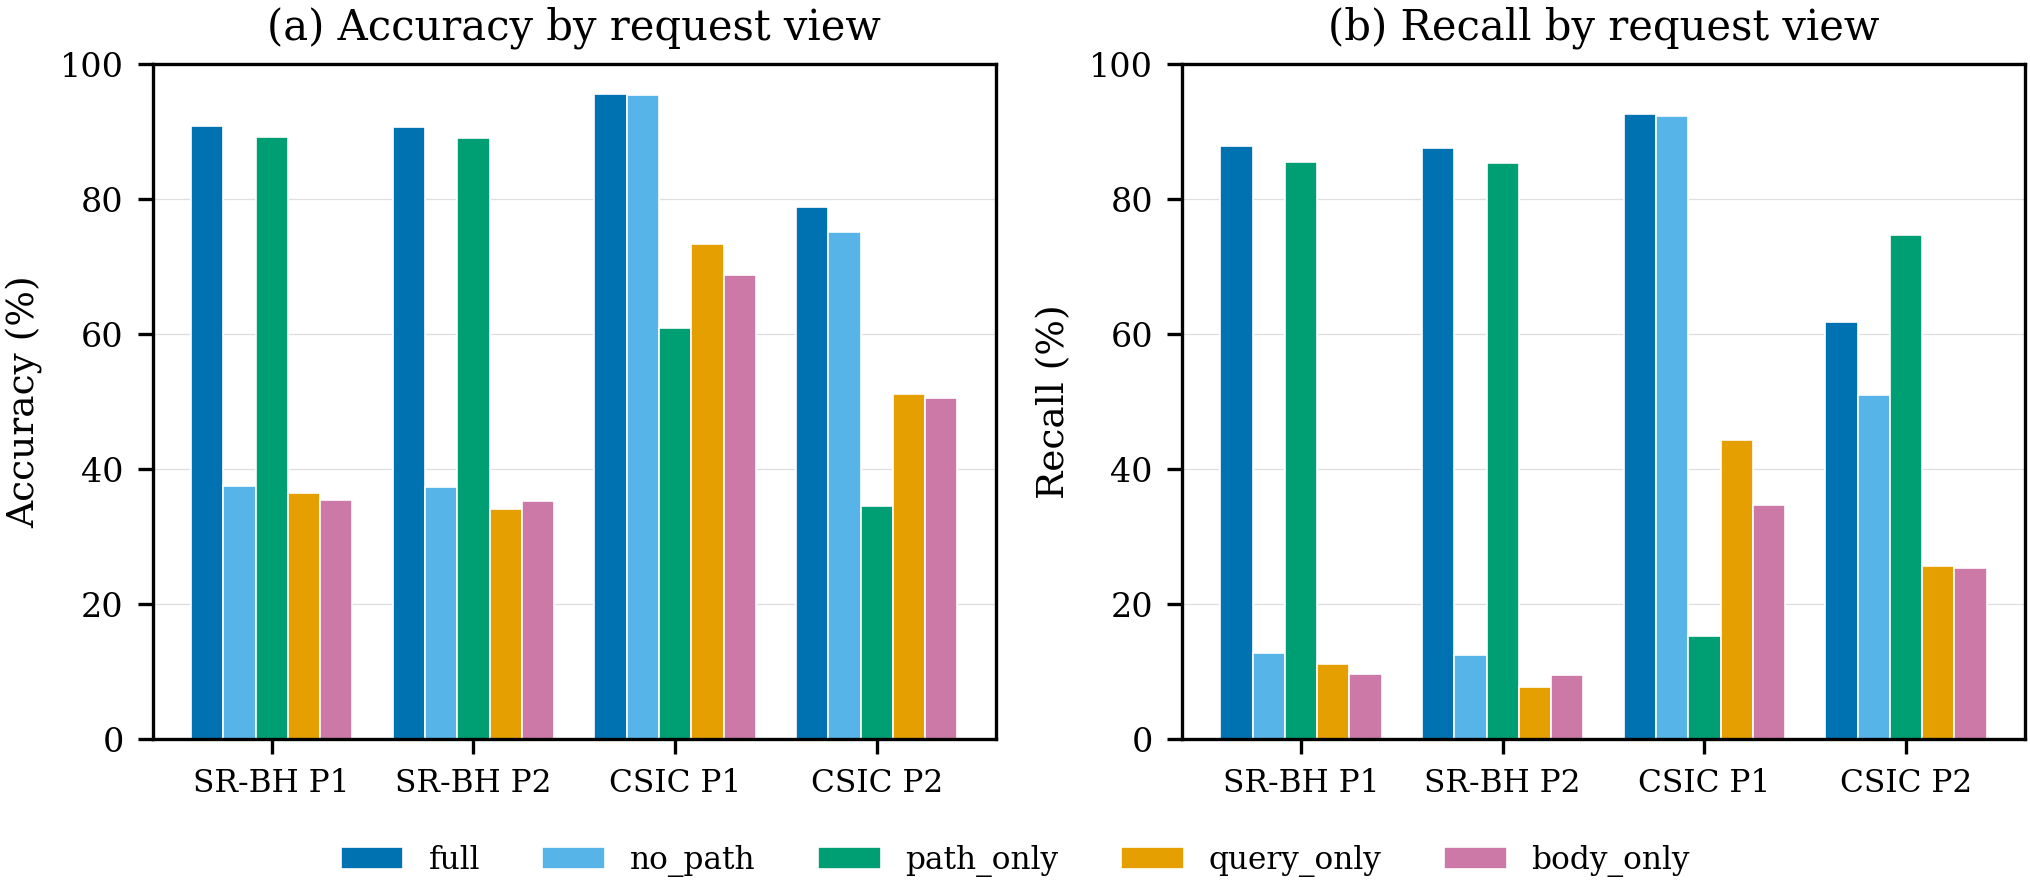 (a) Accuracy by request view
Accuracy (%)
100
80
60
40
20
0
SR-BH P1 SR-BH P2 CSIC P1 CSIC P2
(b) Recall by request view
Recall (%)
100
80
60
40
20
0
SR-BH P1 SR-BH P2 CSIC P1 CSIC P2
full no_path path_only query_only body_only